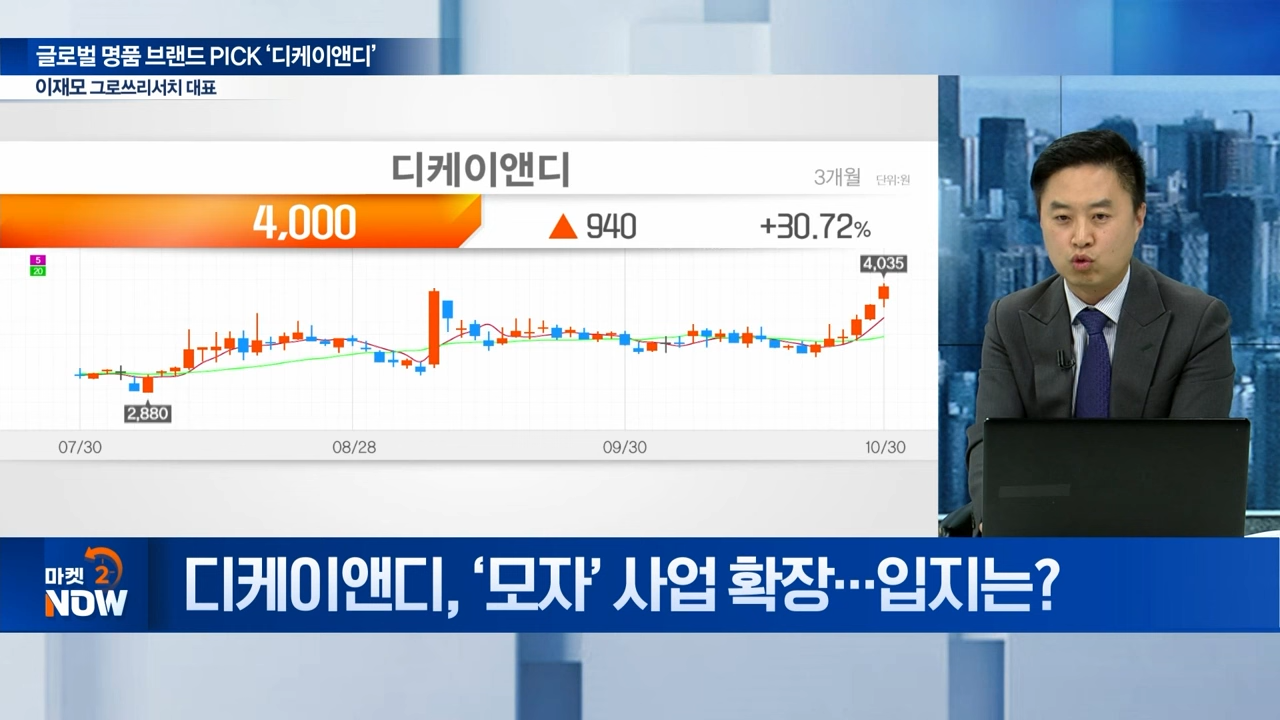 글로벌 명품 브랜드 PICK ‘디케이앤디’
이재모 그로쓰리서치 대표
디케이앤디
3개월 단위:원
4,000 ▲ 940 +30.72%
5
20
4,035
2,880
07/30 08/28 09/30 10/30
마켓 2
NOW
디케이앤디, ‘모자’ 사업 확장…입지는?